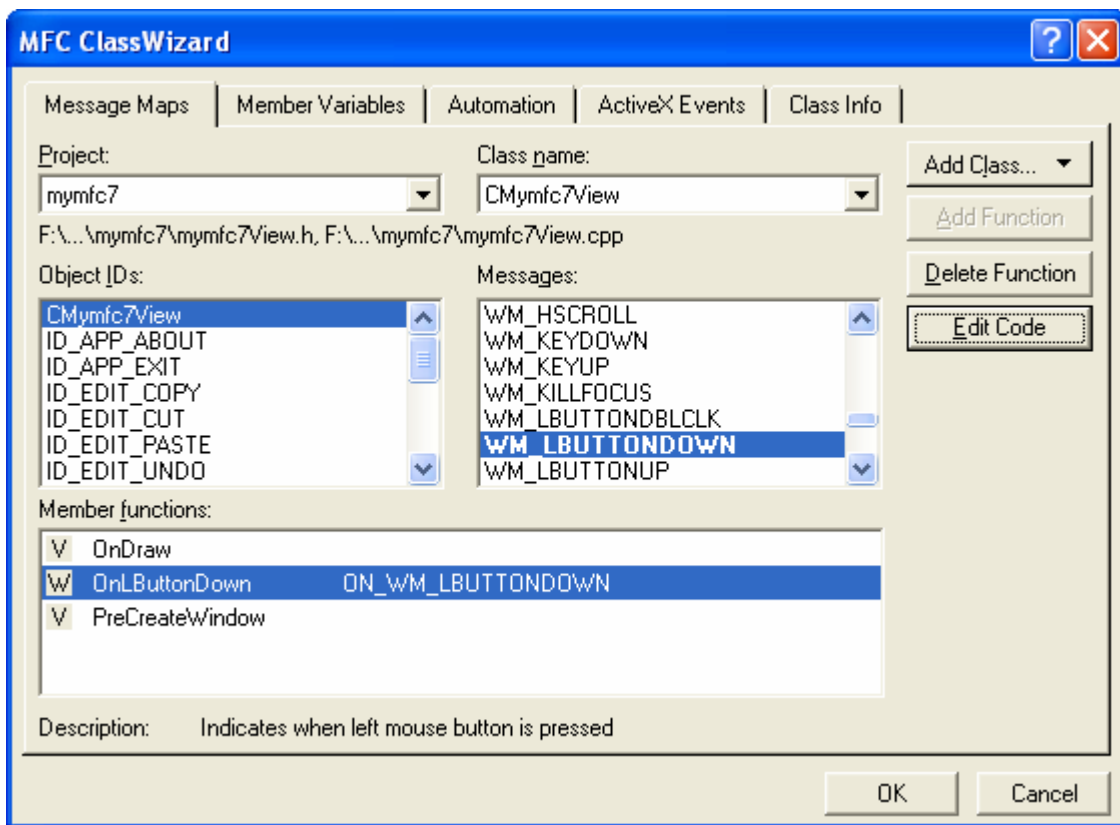 MFC ClassWizard
Message Maps Member Variables Automation ActiveX Events Class Info
Project: Class name:
mymfc7 CMymfc7View
Add Class...
Add Function
F:\...\mymfc7\mymfc7View.h, F:\...\mymfc7\mymfc7View.cpp
Object IDs: Messages:
Delete Function
Edit Code
CMymfc7View
ID_APP_ABOUT
ID_APP_EXIT
ID_EDIT_COPY
ID_EDIT_CUT
ID_EDIT_PASTE
ID_EDIT_UNDO
WM_HSCROLL
WM_KEYDOWN
WM_KEYUP
WM_KILLFOCUS
WM_LBUTTONDBLCLK
WM_LBUTTONDOWN
WM_LBUTTONUP
Member functions:
V OnDraw
W OnLButtonDown ON_WM_LBUTTONDOWN
V PreCreateWindow
Description: Indicates when left mouse button is pressed
OK Cancel